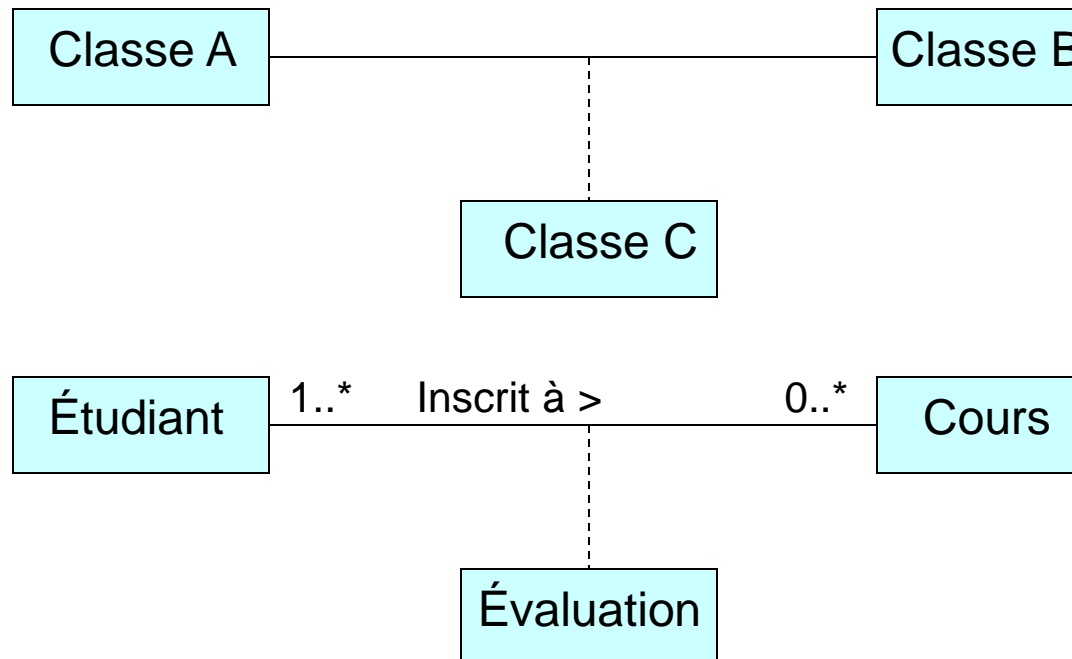 Classe A
Classe B
Classe C
Étudiant
1..*
Inscrit à >
0..*
Cours
Évaluation